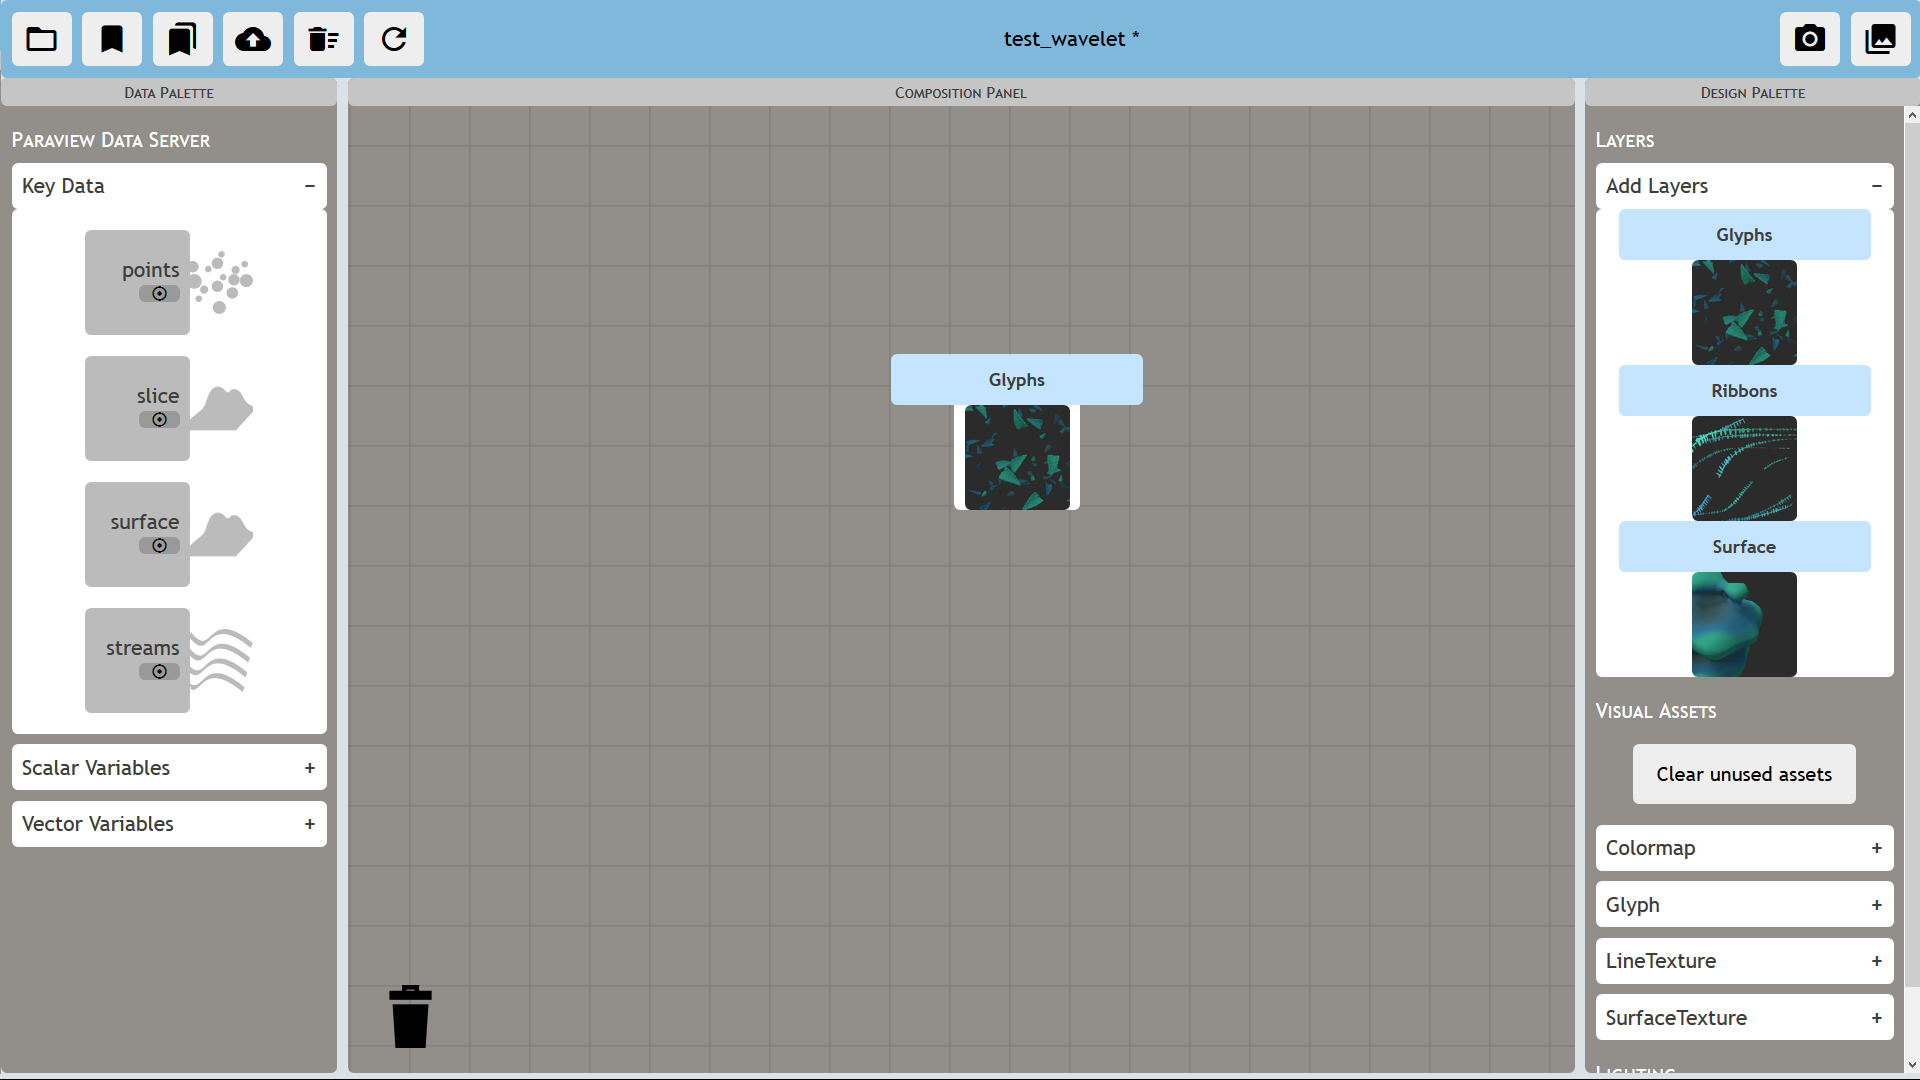 test_wavelet *
Data Palette
Composition Panel
Design Palette
Paraview Data Server
Key Data −
points
slice
surface
streams
Scalar Variables +
Vector Variables +
Glyphs
Layers
Add Layers −
Glyphs
Ribbons
Surface
Visual Assets
Clear unused assets
Colormap +
Glyph +
LineTexture +
SurfaceTexture +
Lighting